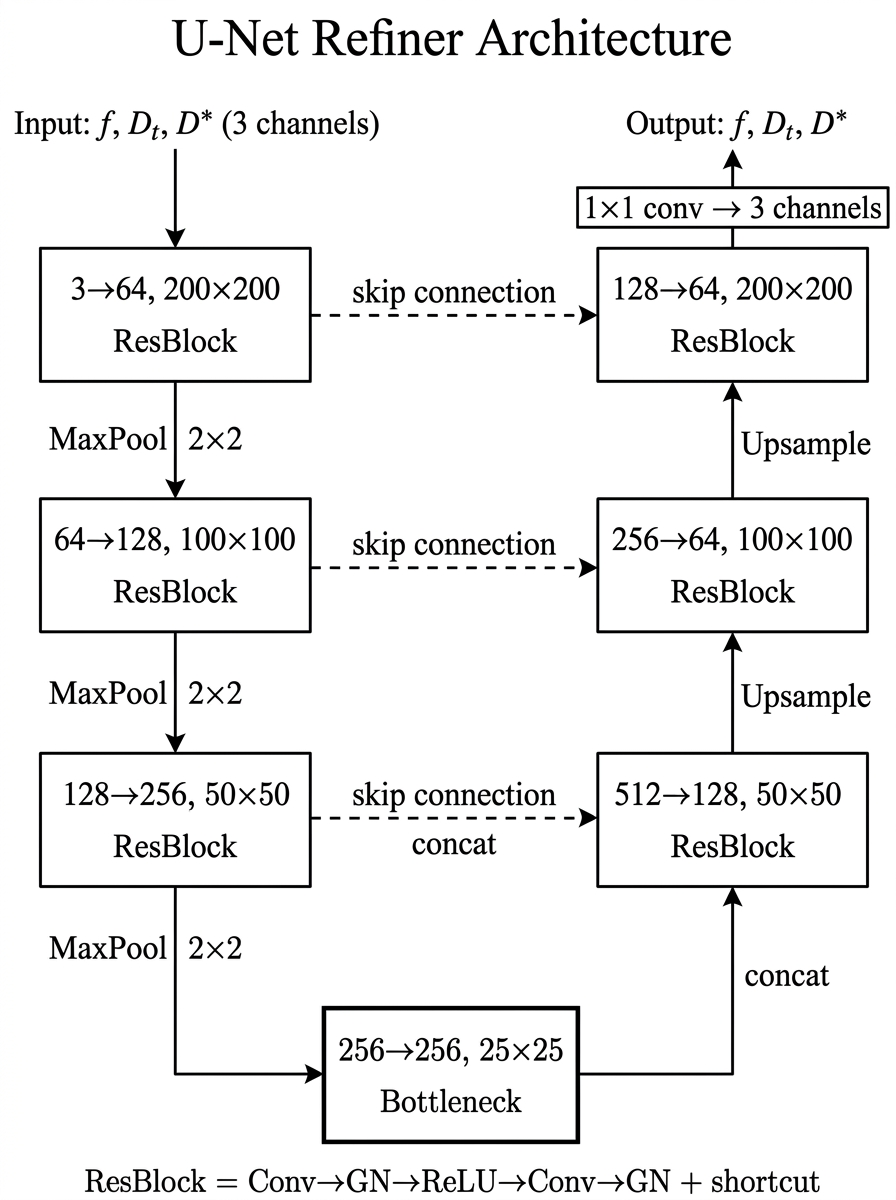 U-Net Refiner Architecture
Input: f, Dₜ, D* (3 channels)
Output: f, Dₜ, D*
1×1 conv → 3 channels
3→64, 200×200
ResBlock
skip connection
128→64, 200×200
ResBlock
MaxPool 2×2
Upsample
64→128, 100×100
ResBlock
skip connection
256→64, 100×100
ResBlock
MaxPool 2×2
Upsample
128→256, 50×50
ResBlock
skip connection
concat
512→128, 50×50
ResBlock
MaxPool 2×2
concat
256→256, 25×25
Bottleneck
ResBlock = Conv→GN→ReLU→Conv→GN + shortcut